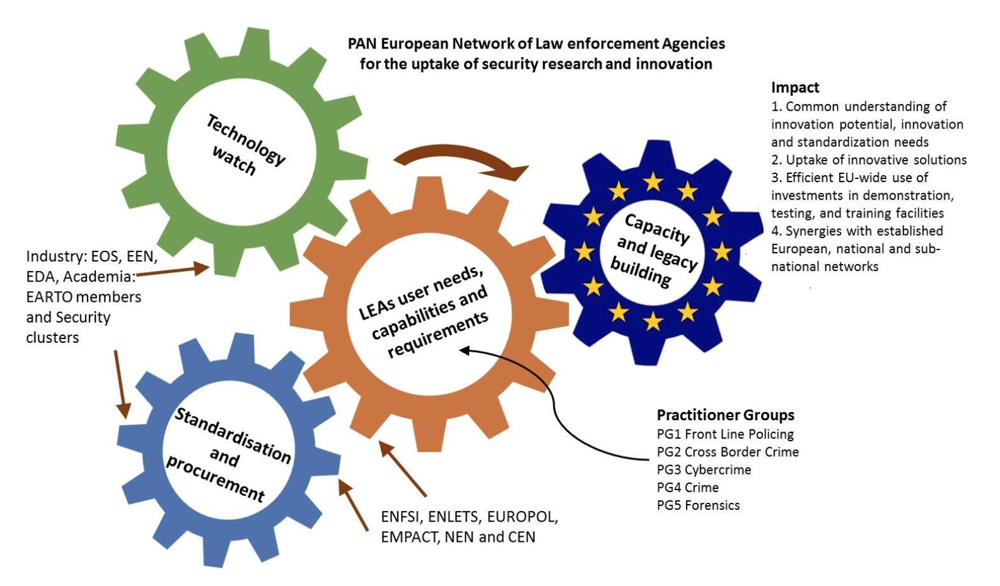 PAN European Network of Law enforcement Agencies
for the uptake of security research and innovation
Technology
watch
Impact
1. Common understanding of
innovation potential, innovation
and standardization needs
2. Uptake of innovative solutions
3. Efficient EU-wide use of
investments in demonstration,
testing, and training facilities
4. Synergies with established
European, national and sub-
national networks
Capacity
and legacy
building
Industry: EOS, EEN,
EDA, Academia:
EARTO members
and Security
clusters
LEAs user needs,
capabilities and
requirements
Standardisation
and
procurement
Practitioner Groups
PG1 Front Line Policing
PG2 Cross Border Crime
PG3 Cybercrime
PG4 Crime
PG5 Forensics
ENFSI, ENLETS, EUROPOL,
EMPACT, NEN and CEN